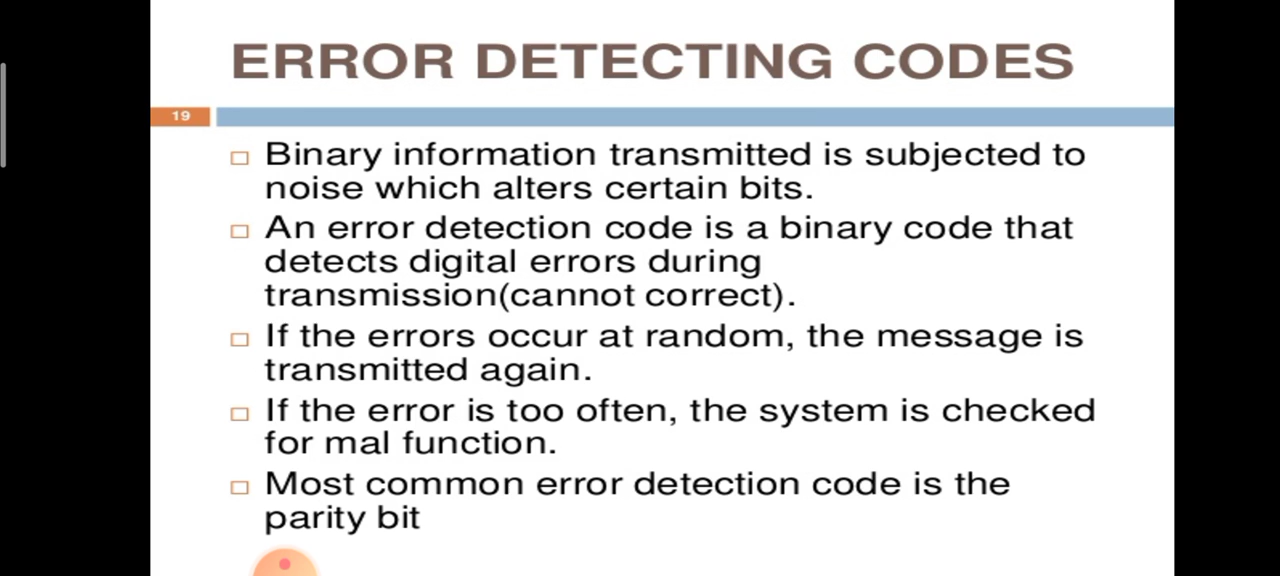 ERROR DETECTING CODES
19
□ Binary information transmitted is subjected to
noise which alters certain bits.
□ An error detection code is a binary code that
detects digital errors during
transmission(cannot correct).
□ If the errors occur at random, the message is
transmitted again.
□ If the error is too often, the system is checked
for mal function.
□ Most common error detection code is the
parity bit